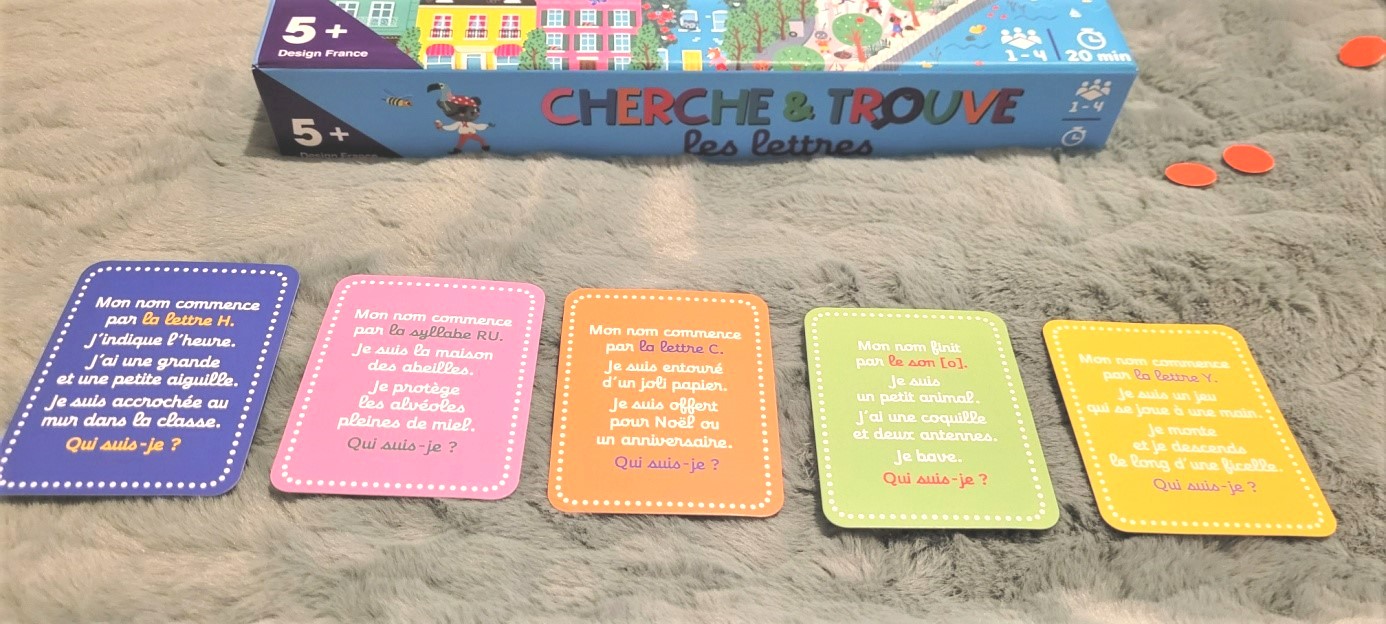 5+
Design France
1-4
20 min
5+
Design France
CHERCHE & TROUVE
les lettres
1-4
Mon nom commence
par la lettre H.
J'indique l'heure.
J'ai une grande
et une petite aiguille.
Je suis accrochée au
mur dans la classe.
Qui suis-je ?
Mon nom commence
par la syllabe RU.
Je suis la maison
des abeilles.
Je protège
les alvéoles
pleines de miel.
Qui suis-je ?
Mon nom commence
par la lettre C.
Je suis entouré
d'un joli papier.
Je suis offert
pour Noël ou
un anniversaire.
Qui suis-je ?
Mon nom finit
par le son [o].
Je suis
un petit animal.
J'ai une coquille
et deux antennes.
Je bave.
Qui suis-je ?
Mon nom commence
par la lettre Y.
Je suis un jeu
qui se joue à une main.
Je monte
et je descends
le long d'une ficelle.
Qui suis-je ?